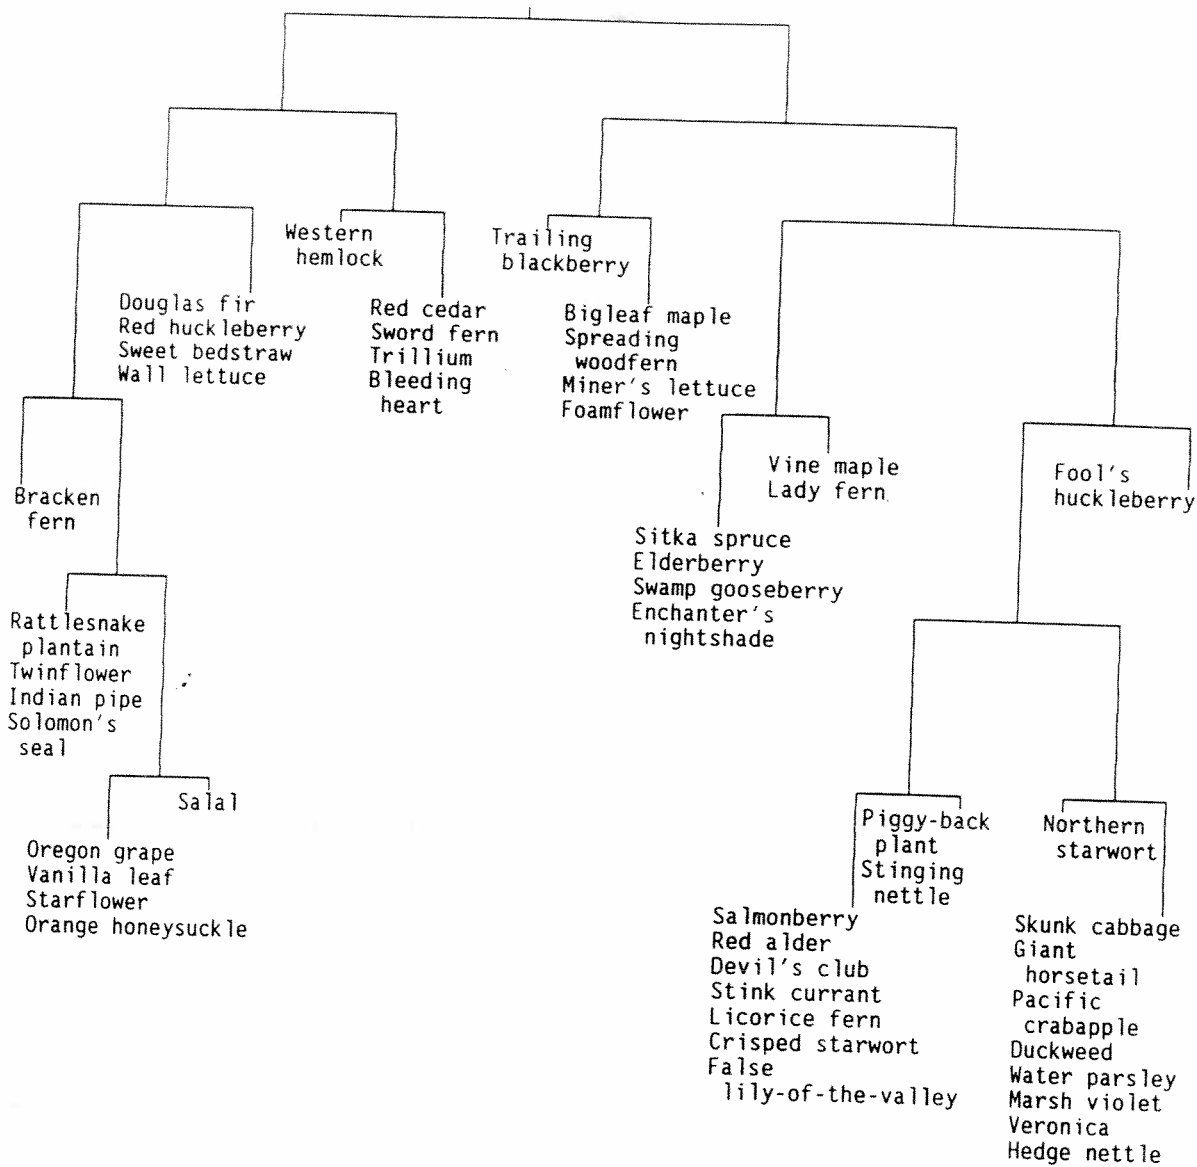 Western
hemlock
Trailing
blackberry
Douglas fir
Red huckleberry
Sweet bedstraw
Wall lettuce
Red cedar
Sword fern
Trillium
Bleeding
heart
Bigleaf maple
Spreading
woodfern
Miner's lettuce
Foamflower
Vine maple
Lady fern
Fool's
huckleberry
Bracken
fern
Sitka spruce
Elderberry
Swamp gooseberry
Enchanter's
nightshade
Rattlesnake
plantain
Twinflower
Indian pipe
Solomon's
seal
Salal
Oregon grape
Vanilla leaf
Starflower
Orange honeysuckle
Piggy-back
plant
Stinging
nettle
Northern
starwort
Salmonberry
Red alder
Devil's club
Stink currant
Licorice fern
Crisped starwort
False
lily-of-the-valley
Skunk cabbage
Giant
horsetail
Pacific
crabapple
Duckweed
Water parsley
Marsh violet
Veronica
Hedge nettle